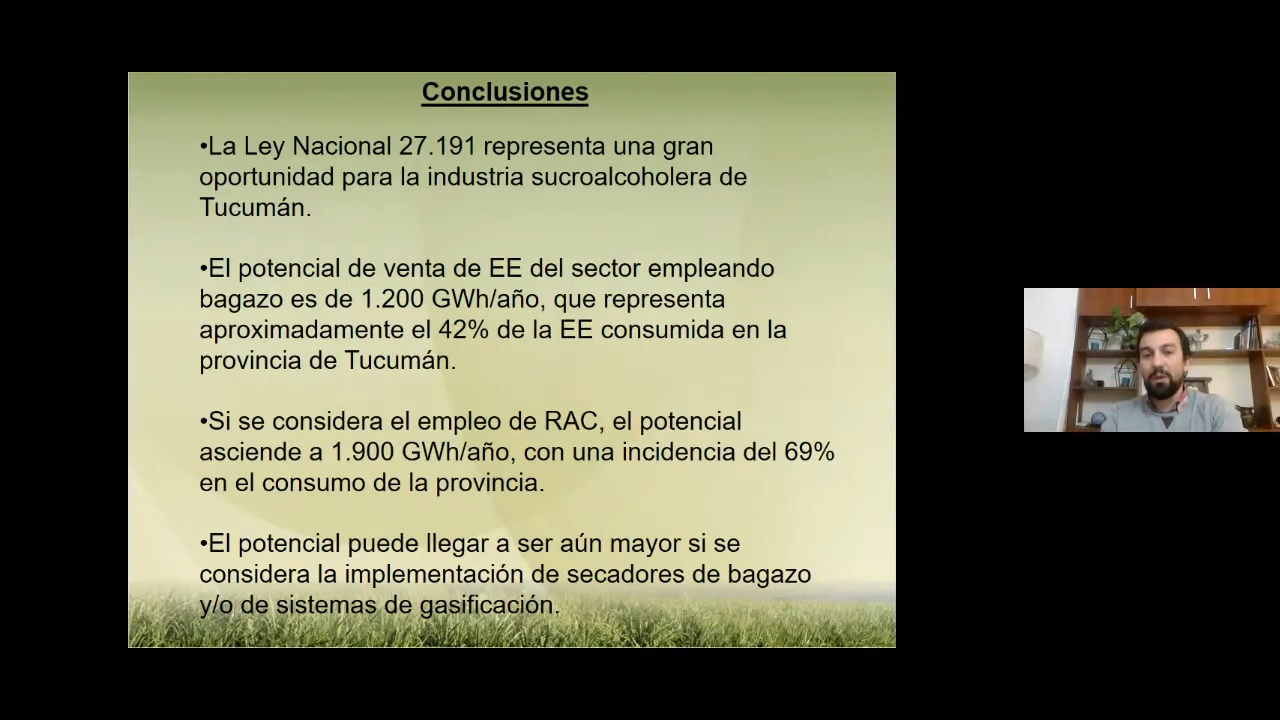 Conclusiones
•La Ley Nacional 27.191 representa una gran
oportunidad para la industria sucroalcoholera de
Tucumán.
•El potencial de venta de EE del sector empleando
bagazo es de 1.200 GWh/año, que representa
aproximadamente el 42% de la EE consumida en la
provincia de Tucumán.
•Si se considera el empleo de RAC, el potencial
asciende a 1.900 GWh/año, con una incidencia del 69%
en el consumo de la provincia.
•El potencial puede llegar a ser aún mayor si se
considera la implementación de secadores de bagazo
y/o de sistemas de gasificación.